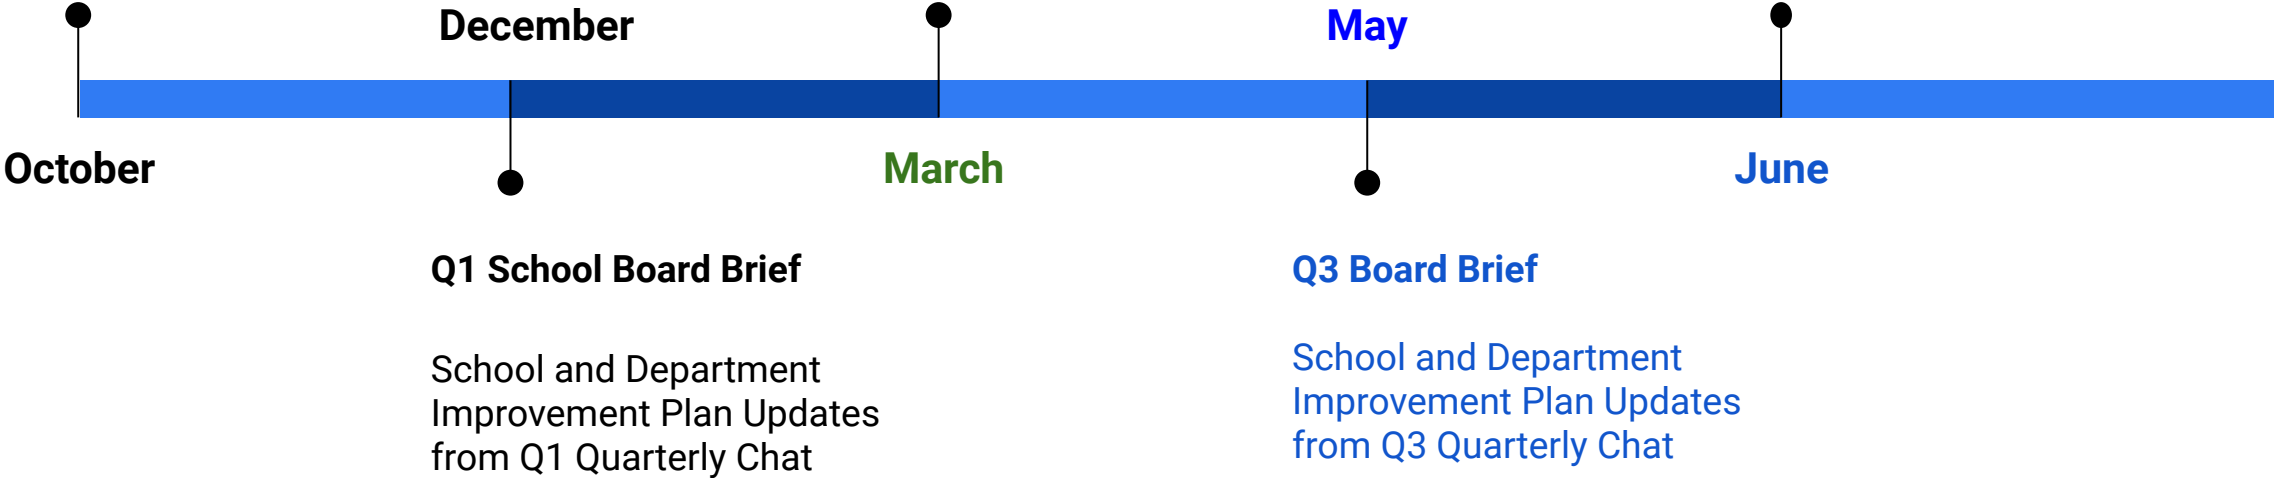 December
May
October
March
June
Q1 School Board Brief
School and Department
Improvement Plan Updates
from Q1 Quarterly Chat
Q3 Board Brief
School and Department
Improvement Plan Updates
from Q3 Quarterly Chat